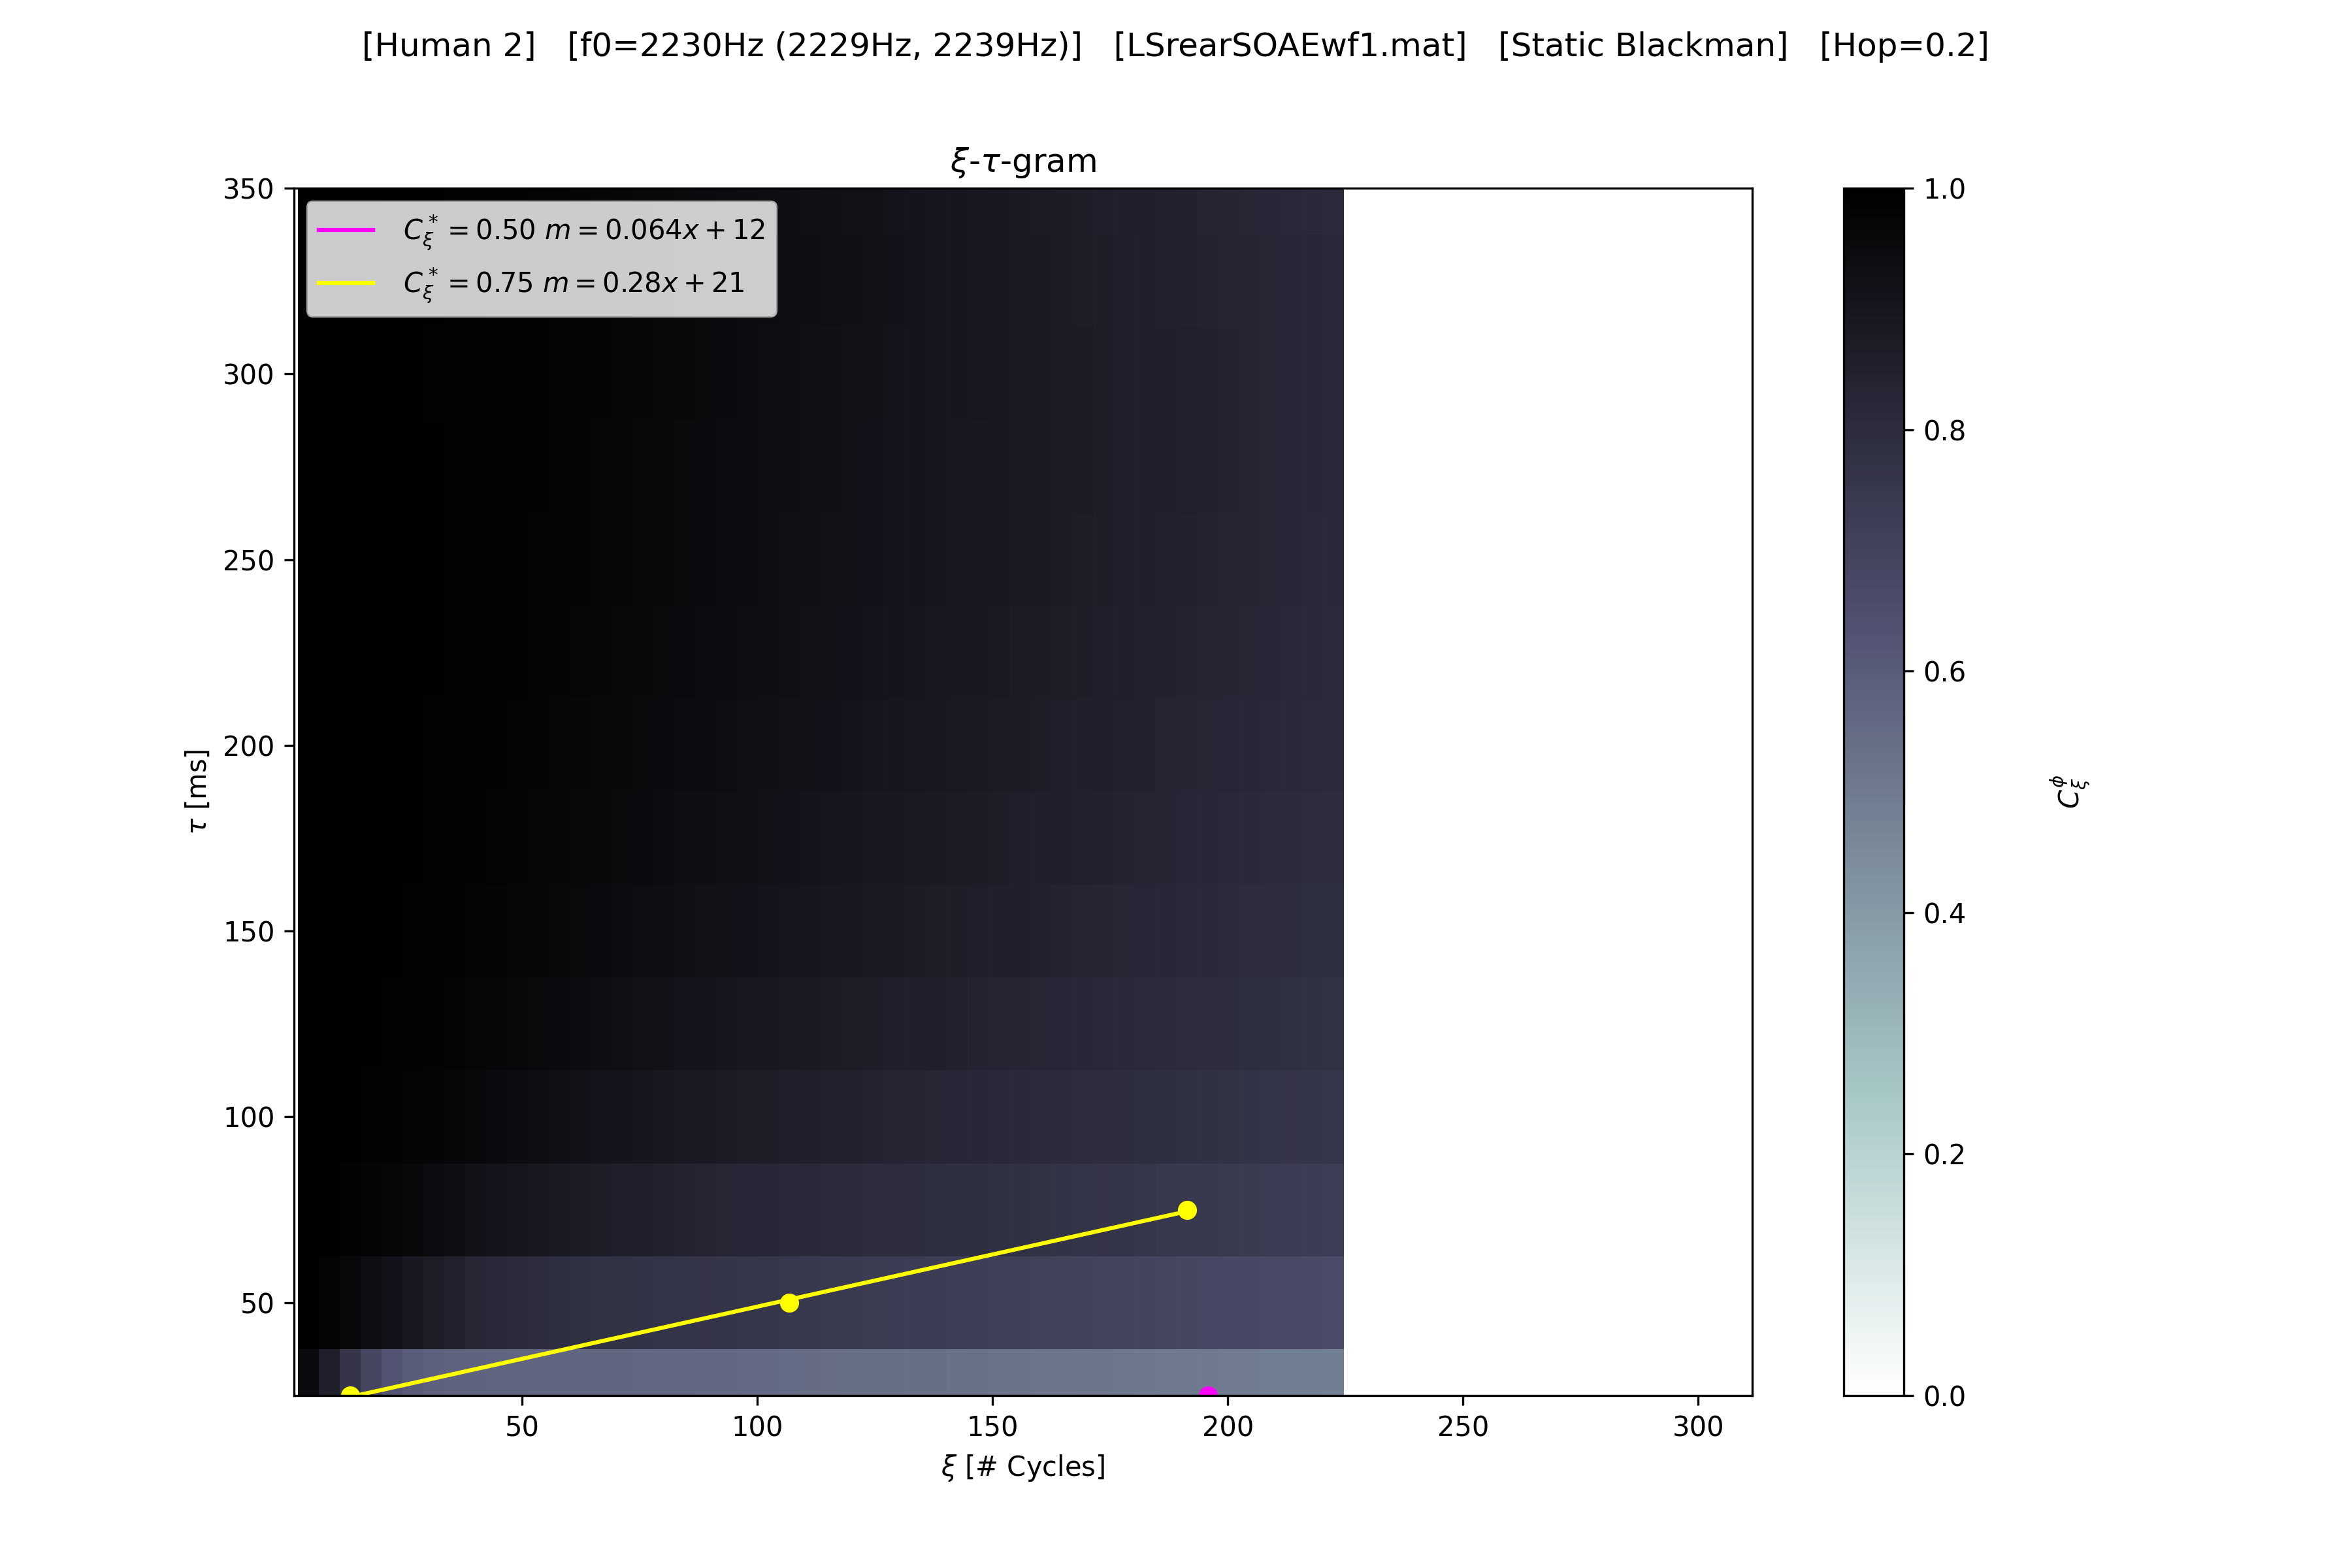 [Human 2] [f0=2230Hz (2229Hz, 2239Hz)] [LSrearSOAEwf1.mat] [Static Blackman] [Hop=0.2]
ξ-τ-gram
C*ξ = 0.50 m = 0.064x + 12
C*ξ = 0.75 m = 0.28x + 21
350
300
250
200
150
100
50
τ [ms]
50 100 150 200 250 300
ξ [# Cycles]
1.0
0.8
0.6
0.4
0.2
0.0
Cϕξ